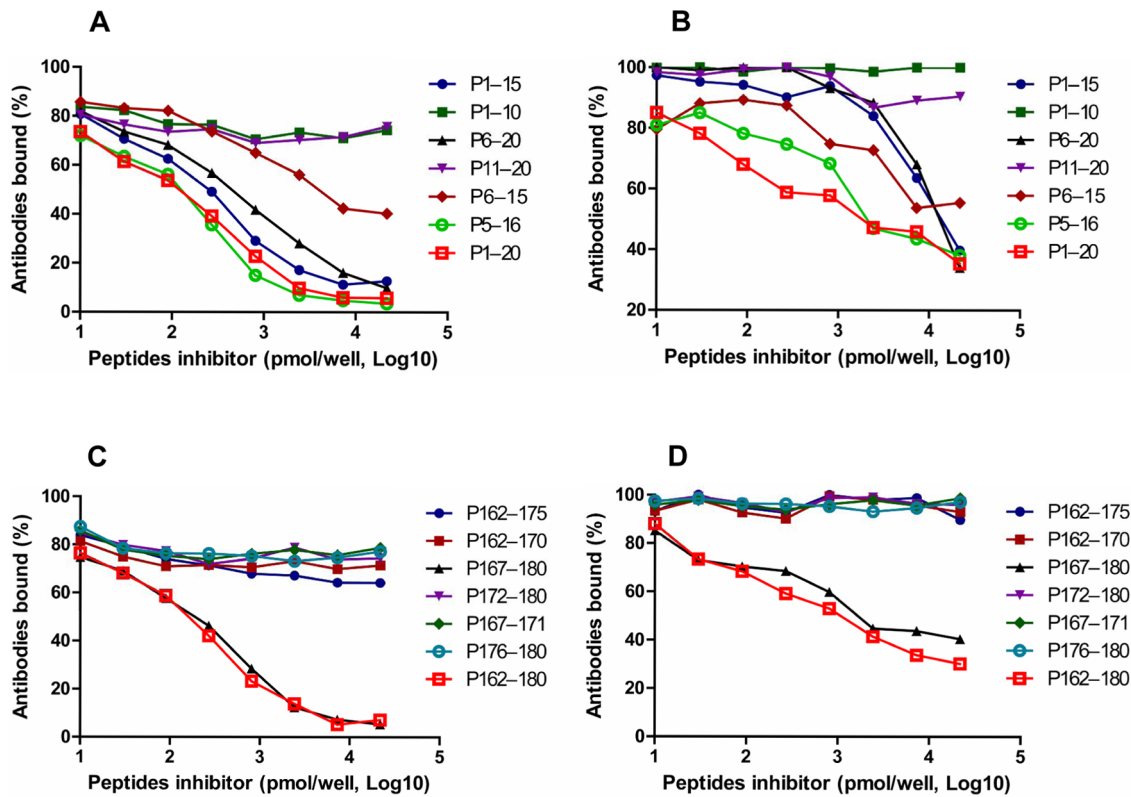 A
B
Antibodies bound (%)
100
80
60
40
20
0
1
2
3
4
5
Peptides inhibitor (pmol/well, Log10)
P1–15
P1–10
P6–20
P11–20
P6–15
P5–16
P1–20
Antibodies bound (%)
100
80
60
40
20
1
2
3
4
5
Peptides inhibitor (pmol/well, Log10)
P1–15
P1–10
P6–20
P11–20
P6–15
P5–16
P1–20
C
D
Antibodies bound (%)
100
80
60
40
20
0
1
2
3
4
5
Peptides inhibitor (pmol/well, Log10)
P162–175
P162–170
P167–180
P172–180
P167–171
P176–180
P162–180
Antibodies bound (%)
100
80
60
40
20
0
1
2
3
4
5
Peptides inhibitor (pmol/well, Log10)
P162–175
P162–170
P167–180
P172–180
P167–171
P176–180
P162–180